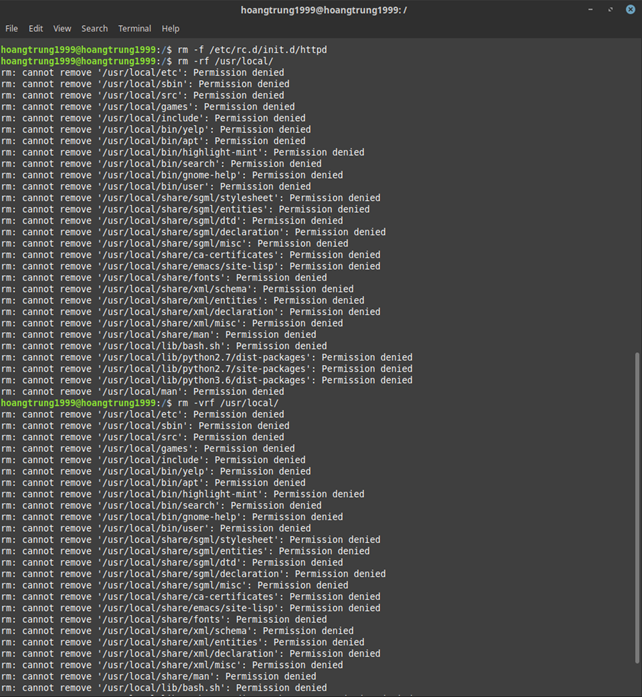 hoangtrung1999@hoangtrung1999: /
File Edit View Search Terminal Help
hoangtrung1999@hoangtrung1999:/$ rm -f /etc/rc.d/init.d/httpd
hoangtrung1999@hoangtrung1999:/$ rm -rf /usr/local/
rm: cannot remove '/usr/local/etc': Permission denied
rm: cannot remove '/usr/local/sbin': Permission denied
rm: cannot remove '/usr/local/src': Permission denied
rm: cannot remove '/usr/local/games': Permission denied
rm: cannot remove '/usr/local/include': Permission denied
rm: cannot remove '/usr/local/bin/yelp': Permission denied
rm: cannot remove '/usr/local/bin/apt': Permission denied
rm: cannot remove '/usr/local/bin/highlight-mint': Permission denied
rm: cannot remove '/usr/local/bin/search': Permission denied
rm: cannot remove '/usr/local/bin/gnome-help': Permission denied
rm: cannot remove '/usr/local/bin/user': Permission denied
rm: cannot remove '/usr/local/share/sgml/stylesheet': Permission denied
rm: cannot remove '/usr/local/share/sgml/entities': Permission denied
rm: cannot remove '/usr/local/share/sgml/dtd': Permission denied
rm: cannot remove '/usr/local/share/sgml/declaration': Permission denied
rm: cannot remove '/usr/local/share/sgml/misc': Permission denied
rm: cannot remove '/usr/local/share/ca-certificates': Permission denied
rm: cannot remove '/usr/local/share/emacs/site-lisp': Permission denied
rm: cannot remove '/usr/local/share/fonts': Permission denied
rm: cannot remove '/usr/local/share/xml/schema': Permission denied
rm: cannot remove '/usr/local/share/xml/entities': Permission denied
rm: cannot remove '/usr/local/share/xml/declaration': Permission denied
rm: cannot remove '/usr/local/share/xml/misc': Permission denied
rm: cannot remove '/usr/local/share/man': Permission denied
rm: cannot remove '/usr/local/lib/bash.sh': Permission denied
rm: cannot remove '/usr/local/lib/python2.7/dist-packages': Permission denied
rm: cannot remove '/usr/local/lib/python2.7/site-packages': Permission denied
rm: cannot remove '/usr/local/lib/python3.6/dist-packages': Permission denied
rm: cannot remove '/usr/local/man': Permission denied
hoangtrung1999@hoangtrung1999:/$ rm -vrf /usr/local/
rm: cannot remove '/usr/local/etc': Permission denied
rm: cannot remove '/usr/local/sbin': Permission denied
rm: cannot remove '/usr/local/src': Permission denied
rm: cannot remove '/usr/local/games': Permission denied
rm: cannot remove '/usr/local/include': Permission denied
rm: cannot remove '/usr/local/bin/yelp': Permission denied
rm: cannot remove '/usr/local/bin/apt': Permission denied
rm: cannot remove '/usr/local/bin/highlight-mint': Permission denied
rm: cannot remove '/usr/local/bin/search': Permission denied
rm: cannot remove '/usr/local/bin/gnome-help': Permission denied
rm: cannot remove '/usr/local/bin/user': Permission denied
rm: cannot remove '/usr/local/share/sgml/stylesheet': Permission denied
rm: cannot remove '/usr/local/share/sgml/entities': Permission denied
rm: cannot remove '/usr/local/share/sgml/dtd': Permission denied
rm: cannot remove '/usr/local/share/sgml/declaration': Permission denied
rm: cannot remove '/usr/local/share/sgml/misc': Permission denied
rm: cannot remove '/usr/local/share/ca-certificates': Permission denied
rm: cannot remove '/usr/local/share/emacs/site-lisp': Permission denied
rm: cannot remove '/usr/local/share/fonts': Permission denied
rm: cannot remove '/usr/local/share/xml/schema': Permission denied
rm: cannot remove '/usr/local/share/xml/entities': Permission denied
rm: cannot remove '/usr/local/share/xml/declaration': Permission denied
rm: cannot remove '/usr/local/share/xml/misc': Permission denied
rm: cannot remove '/usr/local/share/man': Permission denied
rm: cannot remove '/usr/local/lib/bash.sh': Permission denied